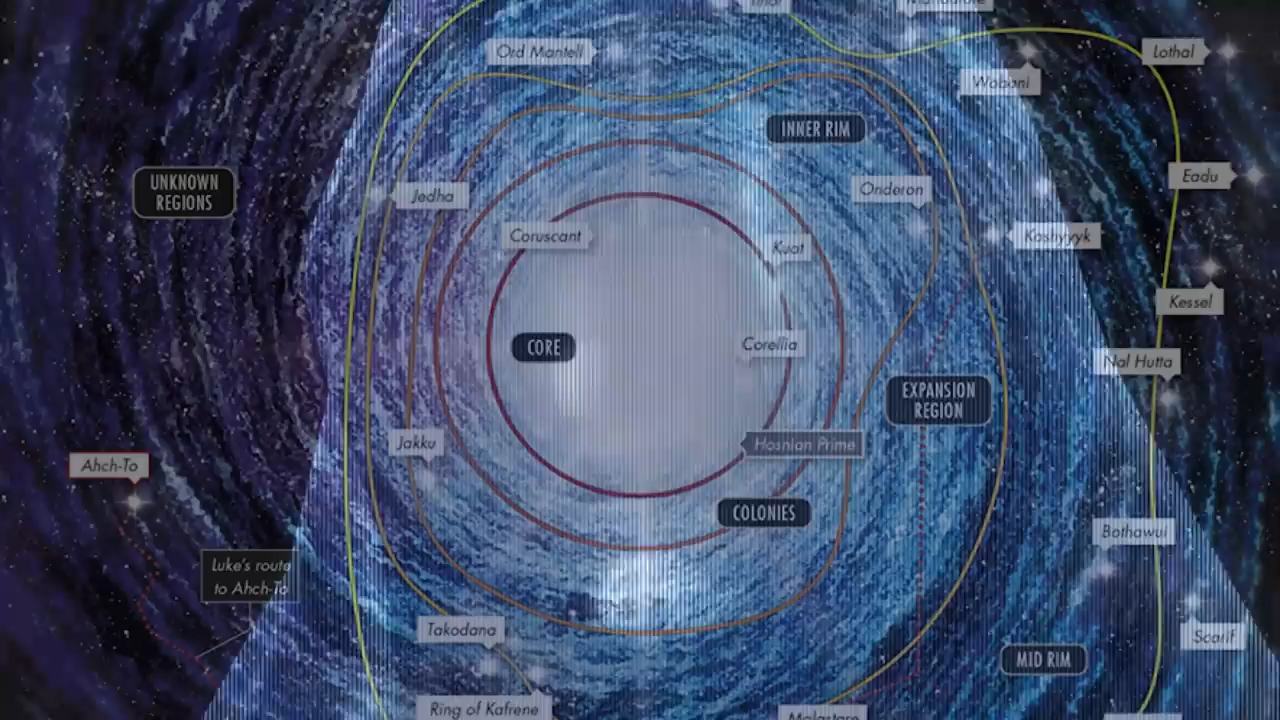 Ord Mantell
Lothal
Wobani
INNER RIM
UNKNOWN
REGIONS
Eadu
Jedha
Onderon
Coruscant
Kuat
Kashyyyk
Kessel
CORE
Corellia
Nal Hutta
EXPANSION
REGION
Jakku
Hosnian Prime
Ahch-To
COLONIES
Bothawui
Luke's route
to Ahch-To
Takodana
Scarif
MID RIM
Ring of Kafrene
Malastare